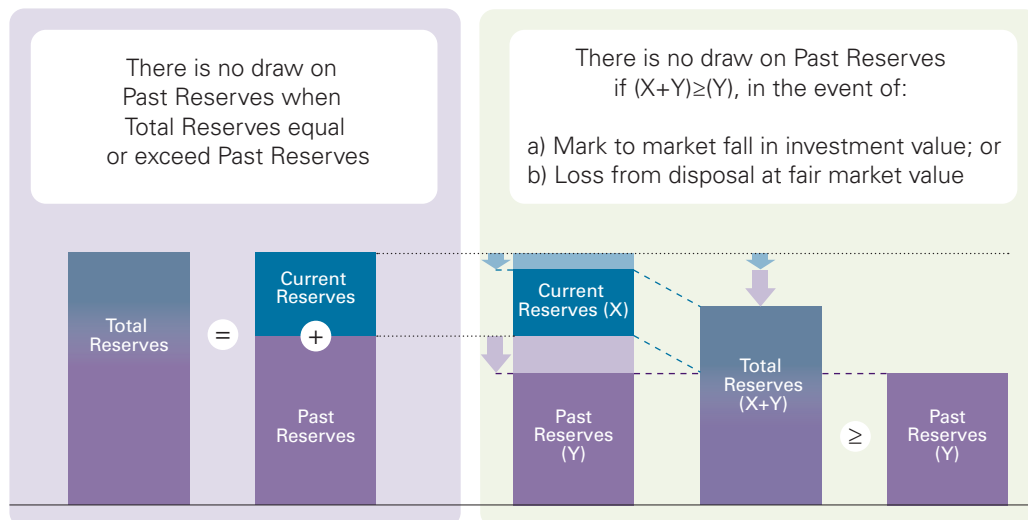 There is no draw on
Past Reserves when
Total Reserves equal
or exceed Past Reserves
There is no draw on Past Reserves
if (X+Y)≥(Y), in the event of:
a) Mark to market fall in investment value; or
b) Loss from disposal at fair market value
Total
Reserves
=
Current
Reserves
+
Past
Reserves
Current
Reserves (X)
Past
Reserves
(Y)
Total
Reserves
(X+Y)
≥
Past
Reserves
(Y)